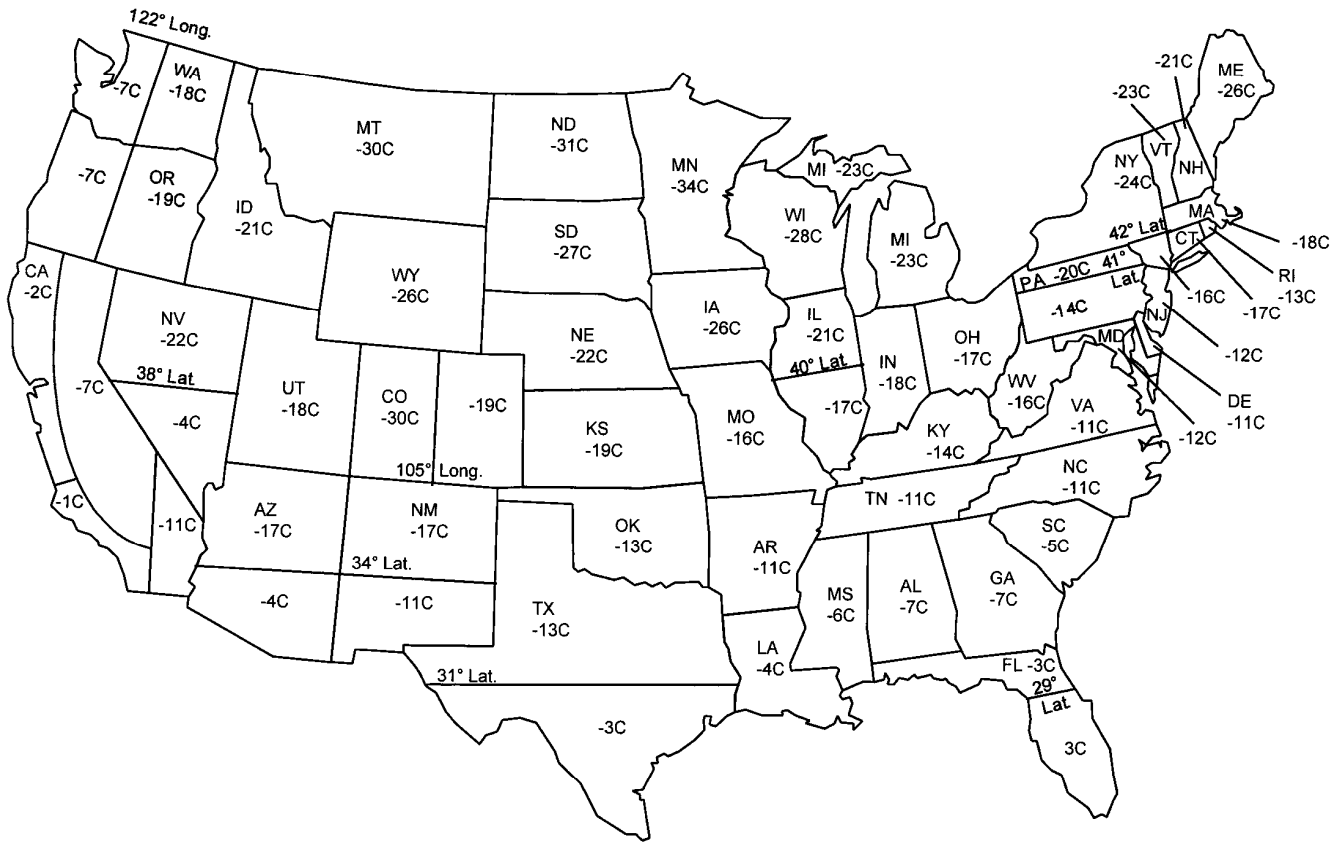 122° Long.
-7C
WA
-18C
MT
-30C
ND
-31C
MN
-34C
MI -23C
-23C
-21C
ME
-26C
VT
NH
NY
-24C
-7C
OR
-19C
ID
-21C
WY
-26C
SD
-27C
WI
-28C
MI
-23C
42° Lat
MA
-18C
CT
RI
-13C
-17C
-16C
PA -20C 41°
Lat.
-14C
NJ
-12C
CA
-2C
NV
-22C
38° Lat
-7C
-4C
UT
-18C
CO
-30C
-19C
105° Long.
NE
-22C
IA
-26C
IL
-21C
40° Lat
-17C
IN
-18C
OH
-17C
MD
DE
-11C
-12C
WV
-16C
VA
-11C
KS
-19C
MO
-16C
KY
-14C
-1C
-11C
AZ
-17C
NM
-17C
34° Lat.
-4C
-11C
OK
-13C
AR
-11C
TN -11C
NC
-11C
SC
-5C
TX
-13C
31° Lat.
-3C
LA
-4C
MS
-6C
AL
-7C
GA
-7C
FL -3C
29°
Lat
3C